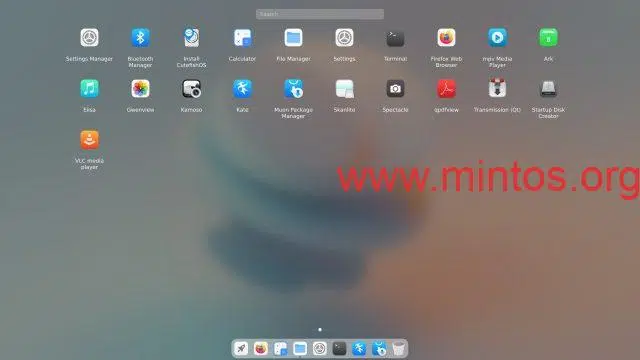 Search
Settings Manager
Bluetooth
Manager
Install
CutefishOS
Calculator
File Manager
Settings
Terminal
Firefox Web
Browser
mpv Media
Player
Ark
Elisa
Gwenview
Kamoso
Kate
Muon Package
Manager
Skanlite
Spectacle
qpdfview
Transmission (Qt)
Startup Disk
Creator
VLC media
player
www.mintos.org